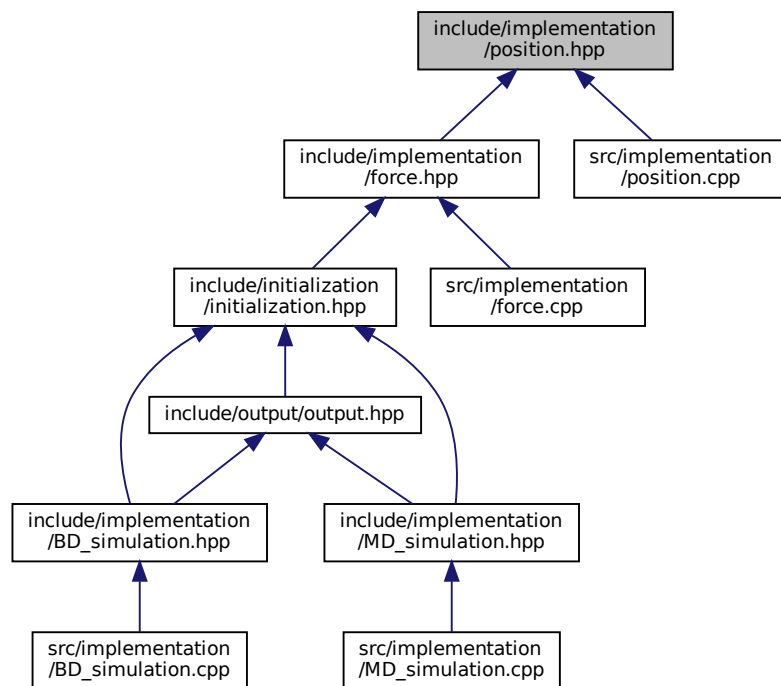 include/implementation
/position.hpp
include/implementation
/force.hpp
src/implementation
/position.cpp
include/initialization
/initialization.hpp
src/implementation
/force.cpp
include/output/output.hpp
include/implementation
/BD_simulation.hpp
include/implementation
/MD_simulation.hpp
src/implementation
/BD_simulation.cpp
src/implementation
/MD_simulation.cpp